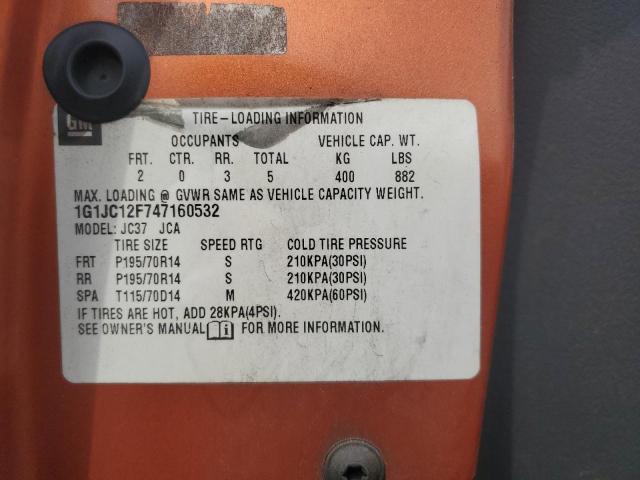 GM
TIRE-LOADING INFORMATION
OCCUPANTS VEHICLE CAP. WT.
FRT. CTR. RR. TOTAL KG LBS
2 0 3 5 400 882
MAX. LOADING @ GVWR SAME AS VEHICLE CAPACITY WEIGHT.
1G1JC12F747160532
MODEL: JC37 JCA
TIRE SIZE SPEED RTG COLD TIRE PRESSURE
FRT P195/70R14 S 210KPA(30PSI)
RR P195/70R14 S 210KPA(30PSI)
SPA T115/70D14 M 420KPA(60PSI)
IF TIRES ARE HOT, ADD 28KPA(4PSI).
SEE OWNER'S MANUAL i FOR MORE INFORMATION.